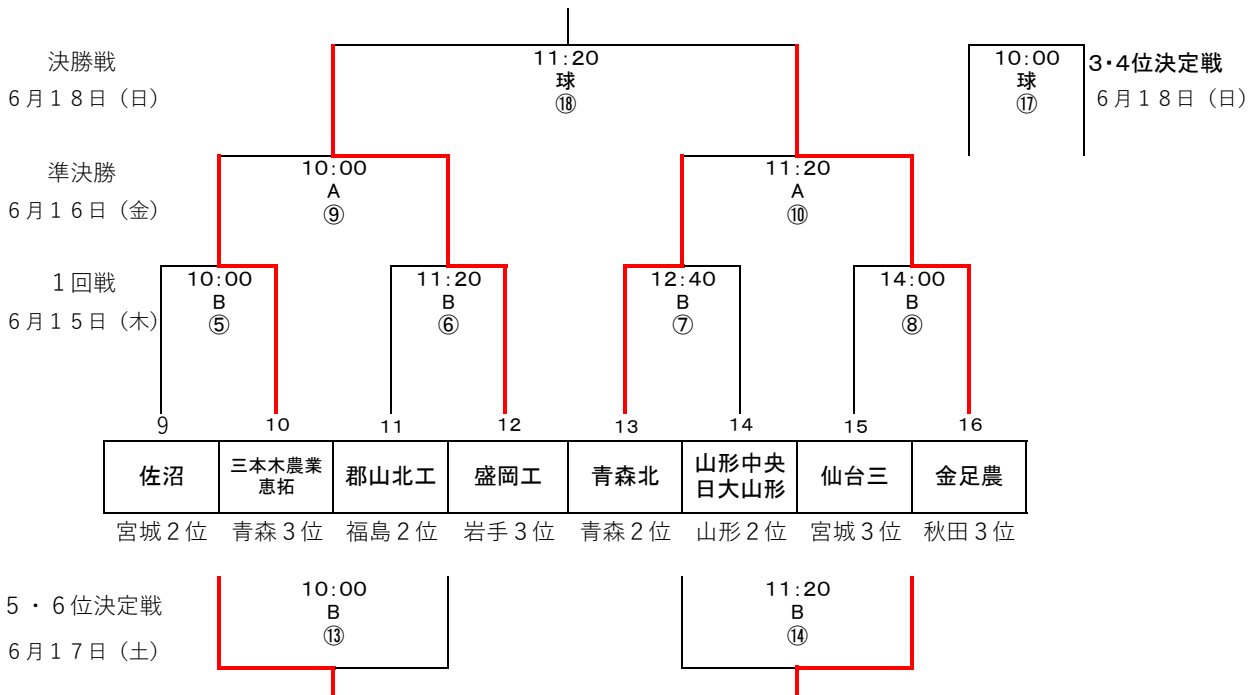 決勝戦
6月18日（日）
11:20
球
⑱
10:00
球
⑰
3・4位決定戦
6月18日（日）
準決勝
6月16日（金）
10:00
A
⑨
11:20
A
⑩
1回戦
6月15日（木）
10:00
B
⑤
11:20
B
⑥
12:40
B
⑦
14:00
B
⑧
9 10 11 12 13 14 15 16
佐沼
三本木農業
恵拓
郡山北工
盛岡工
青森北
山形中央
日大山形
仙台三
金足農
宮城２位 青森３位 福島２位 岩手３位 青森２位 山形２位 宮城３位 秋田３位
5・6位決定戦
6月17日（土）
10:00
B
⑬
11:20
B
⑭